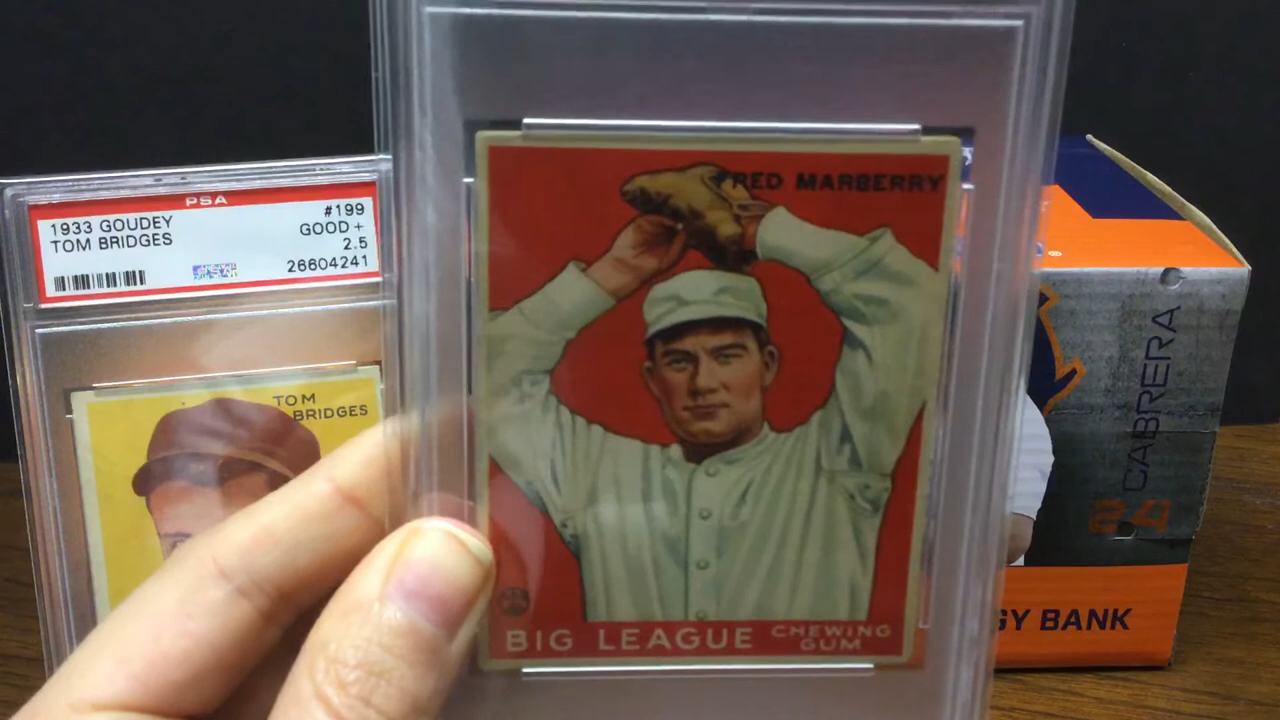 PSA
1933 GOUDEY #199
TOM BRIDGES GOOD +
2.5
26604241
TOM
BRIDGES
FRED MARBERRY
BIG LEAGUE CHEWING
GUM
CABRERA
24
GY BANK